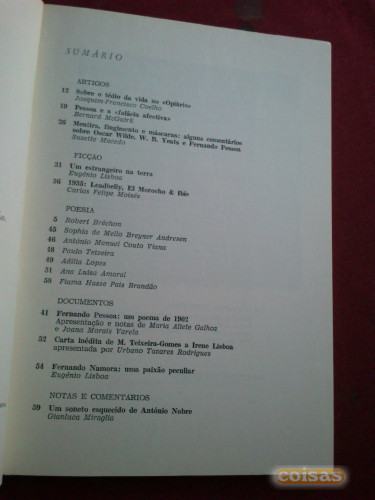 SUMÁRIO
ARTIGOS
12 Sobre o tédio da vida no «Opiário»
Joaquim-Francisco Coelho
19 Pessoa e a «falácia afectiva»
Bernard McGuirk
26 Mentira, fingimento e máscaras: alguns comentários
sobre Oscar Wilde, W. B. Yeats e Fernando Pessoa
Suzette Macedo
FICÇÃO
31 Um estrangeiro na terra
Eugénio Lisboa
36 1935: Leadbelly, El Morocho & Ibis
Carlos Felipe Moisés
POESIA
5 Robert Bréchon
45 Sophia de Mello Breyner Andresen
46 António Manuel Couto Viana
48 Paulo Teixeira
49 Adília Lopes
51 Ana Luísa Amaral
50 Fiama Hasse Pais Brandão
DOCUMENTOS
41 Fernando Pessoa: um poema de 1902
Apresentação e notas de Maria Aliete Galhoz
e Joana Morais Varela
52 Carta inédita de M. Teixeira-Gomes a Irene Lisboa
apresentada por Urbano Tavares Rodrigues
54 Fernando Namora: uma paixão peculiar
Eugénio Lisboa
NOTAS E COMENTÁRIOS
59 Um soneto esquecido de António Nobre
Gianluca Miraglia
coisas